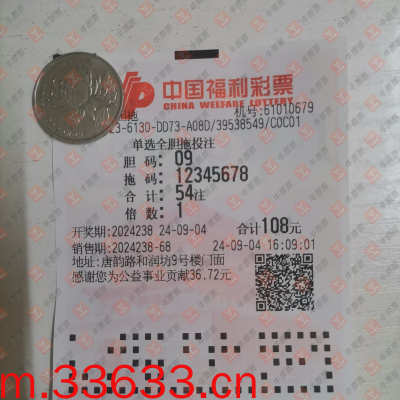 中国福利彩票
CHINA WELFARE LOTTERY
机号:61010679
拖
3-6130-DD73-A08D/39538549/C0C01
单选全胆拖投注
胆 码: 09
拖 码: 12345678
合 计: 54注
倍 数: 1
开奖期:2024238 24-09-04 合计108元
销售期:2024238-68 24-09-04 16:09:01
地址:唐韵路和润坊9号楼门面
感谢您为公益事业贡献36.72元
m.33633.cn